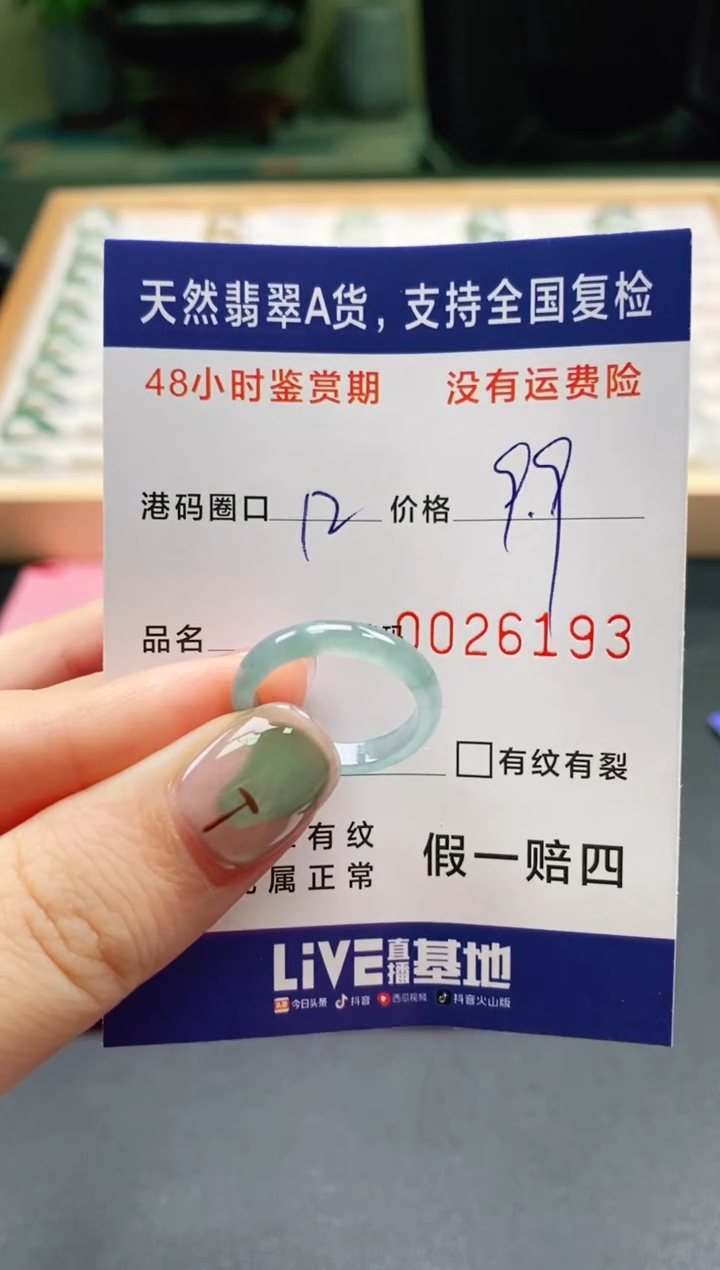 天然翡翠A货，支持全国复检
48小时鉴赏期 没有运费险
港码圈口 12 价格
品名 码 0026193
□有纹有裂
有纹
属正常
假一赔四
LiVE直播基地
头条 今日头条 抖音 西瓜视频 抖音火山版